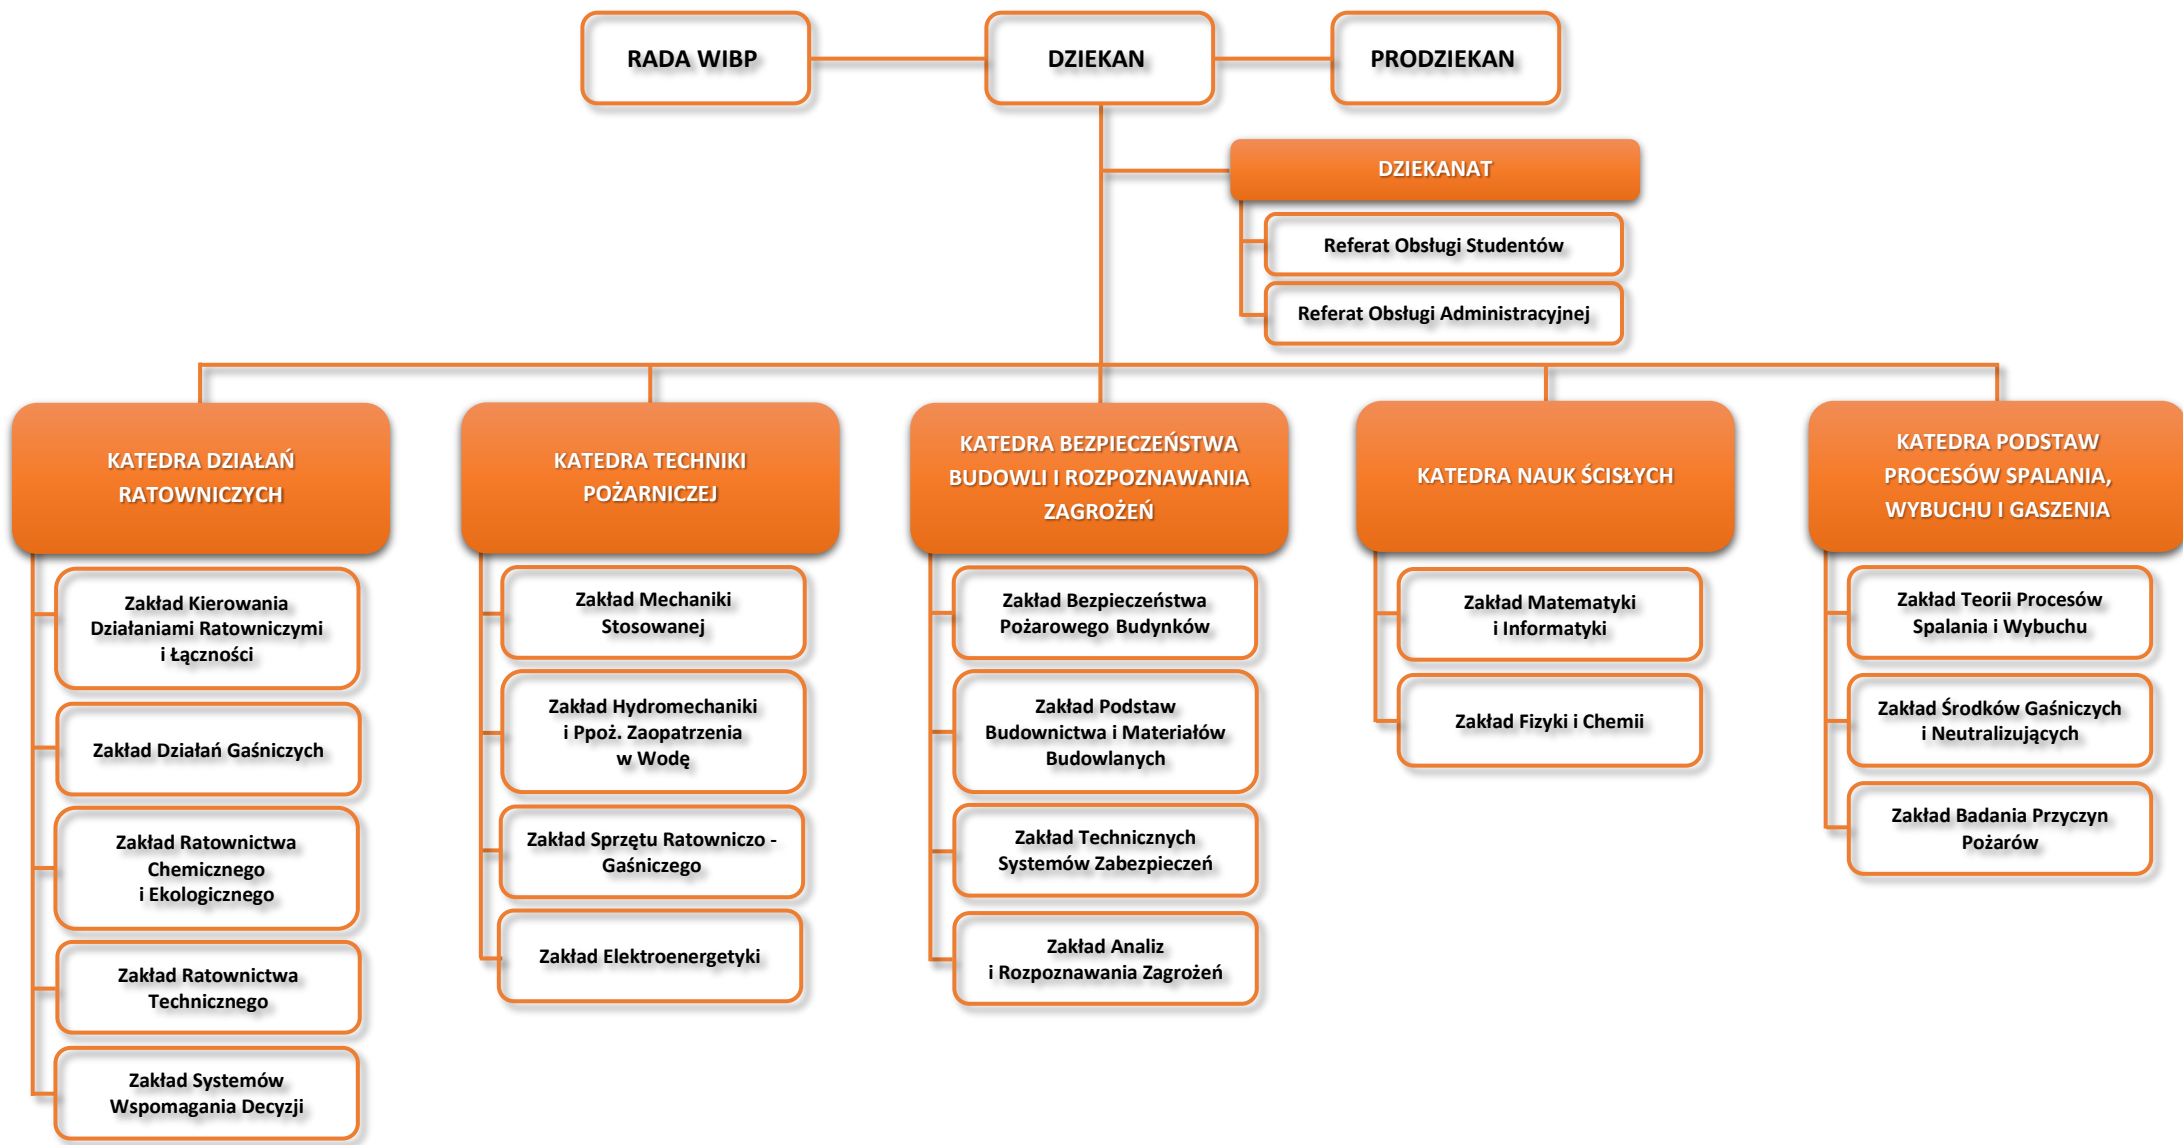 RADA WIBP
DZIEKAN
PRODZIEKAN
DZIEKANAT
Referat Obsługi Studentów
Referat Obsługi Administracyjnej
KATEDRA DZIAŁAŃ
RATOWNICZYCH
Zakład Kierowania
Działaniami Ratowniczymi
i Łączności
Zakład Działań Gaśniczych
Zakład Ratownictwa
Chemicznego
i Ekologicznego
Zakład Ratownictwa
Technicznego
Zakład Systemów
Wspomagania Decyzji
KATEDRA TECHNIKI
POŻARNICZEJ
Zakład Mechaniki
Stosowanej
Zakład Hydromechaniki
i Ppoż. Zaopatrzenia
w Wodę
Zakład Sprzętu Ratowniczo -
Gaśniczego
Zakład Elektroenergetyki
KATEDRA BEZPIECZEŃSTWA
BUDOWLI I ROZPOZNAWANIA
ZAGROŻEŃ
Zakład Bezpieczeństwa
Pożarowego Budynków
Zakład Podstaw
Budownictwa i Materiałów
Budowlanych
Zakład Technicznych
Systemów Zabezpieczeń
Zakład Analiz
i Rozpoznawania Zagrożeń
KATEDRA NAUK ŚCISŁYCH
Zakład Matematyki
i Informatyki
Zakład Fizyki i Chemii
KATEDRA PODSTAW
PROCESÓW SPALANIA,
WYBUCHU I GASZENIA
Zakład Teorii Procesów
Spalania i Wybuchu
Zakład Środków Gaśniczych
i Neutralizujących
Zakład Badania Przyczyn
Pożarów